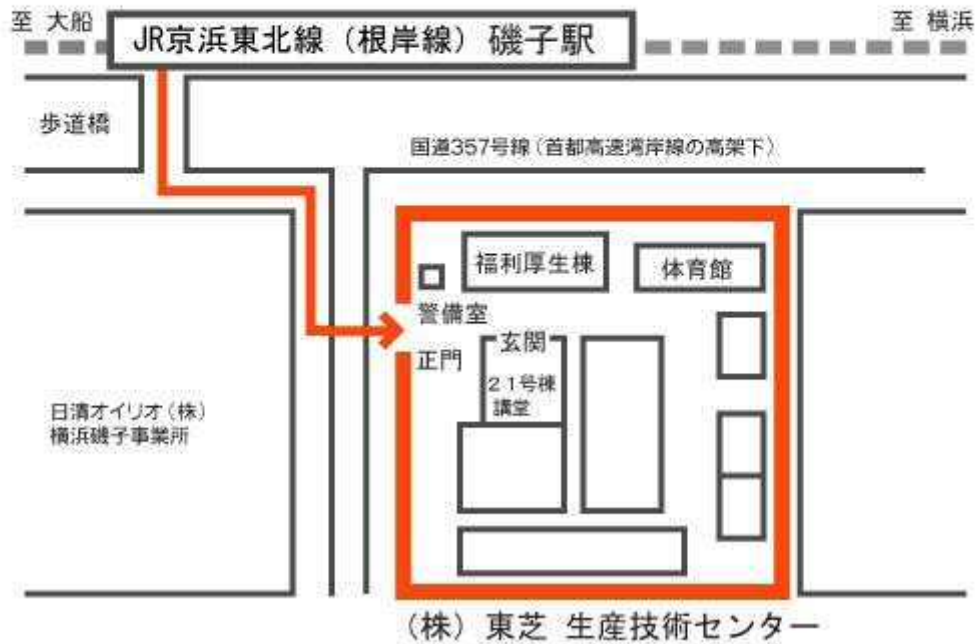 至 大船
至 横浜
JR京浜東北線（根岸線）磯子駅
歩道橋
国道357号線（首都高速湾岸線の高架下）
福利厚生棟
体育館
警備室
玄関
正門
２１号棟
講堂
日清オイリオ（株）
横浜磯子事業所
（株）東芝 生産技術センター